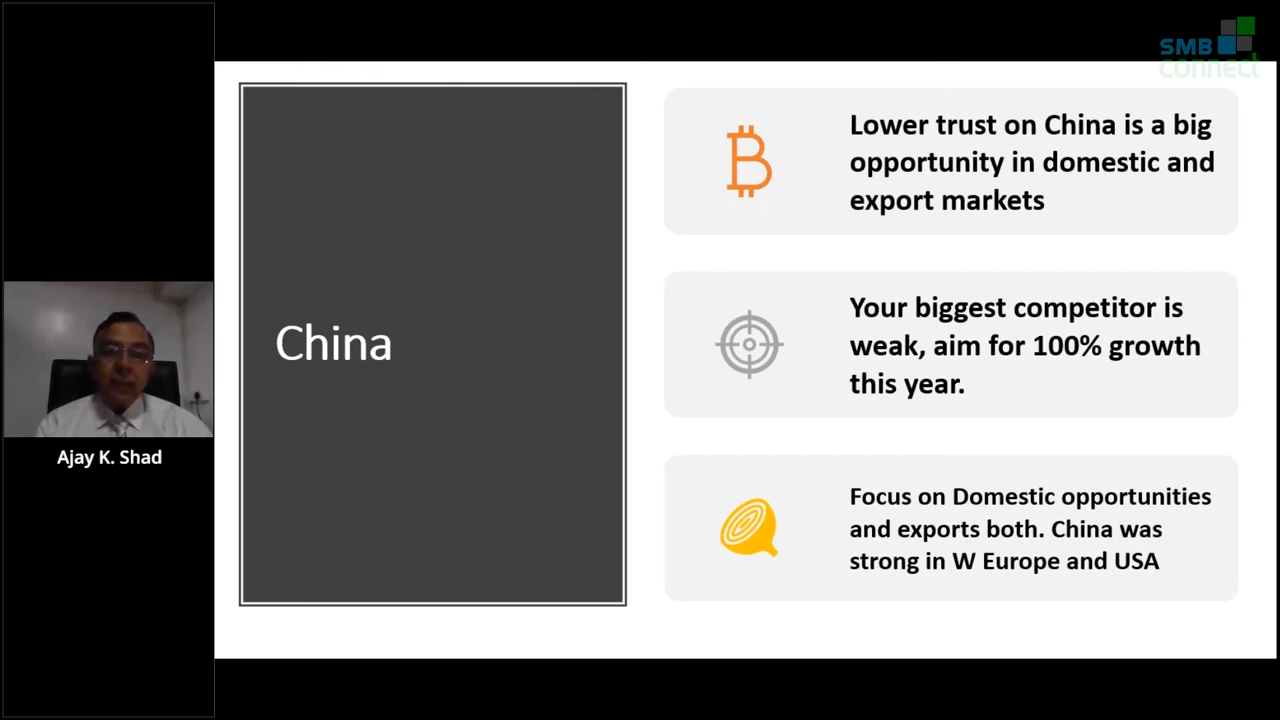 SMB
connect
Lower trust on China is a big
opportunity in domestic and
export markets
China
Your biggest competitor is
weak, aim for 100% growth
this year.
Ajay K. Shad
Focus on Domestic opportunities
and exports both. China was
strong in W Europe and USA